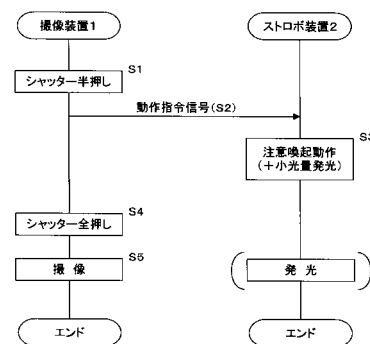 撮像装置1
ストロボ装置2
S1
シャッター半押し
動作指令信号(S2)
S3
注意喚起動作
(+小光量発光)
S4
シャッター全押し
S5
撮 像
発 光
エンド
エンド